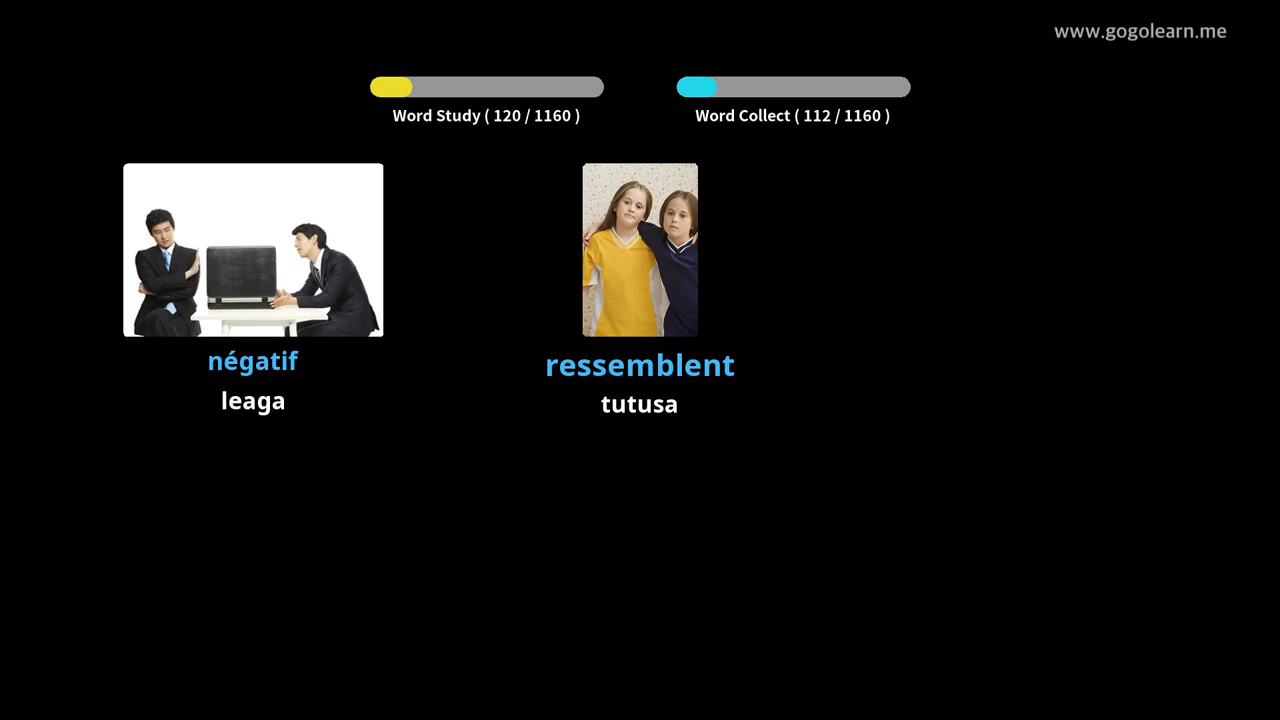 www.gogolearn.me
Word Study ( 120 / 1160 )
Word Collect ( 112 / 1160 )
négatif
leaga
ressemblent
tutusa